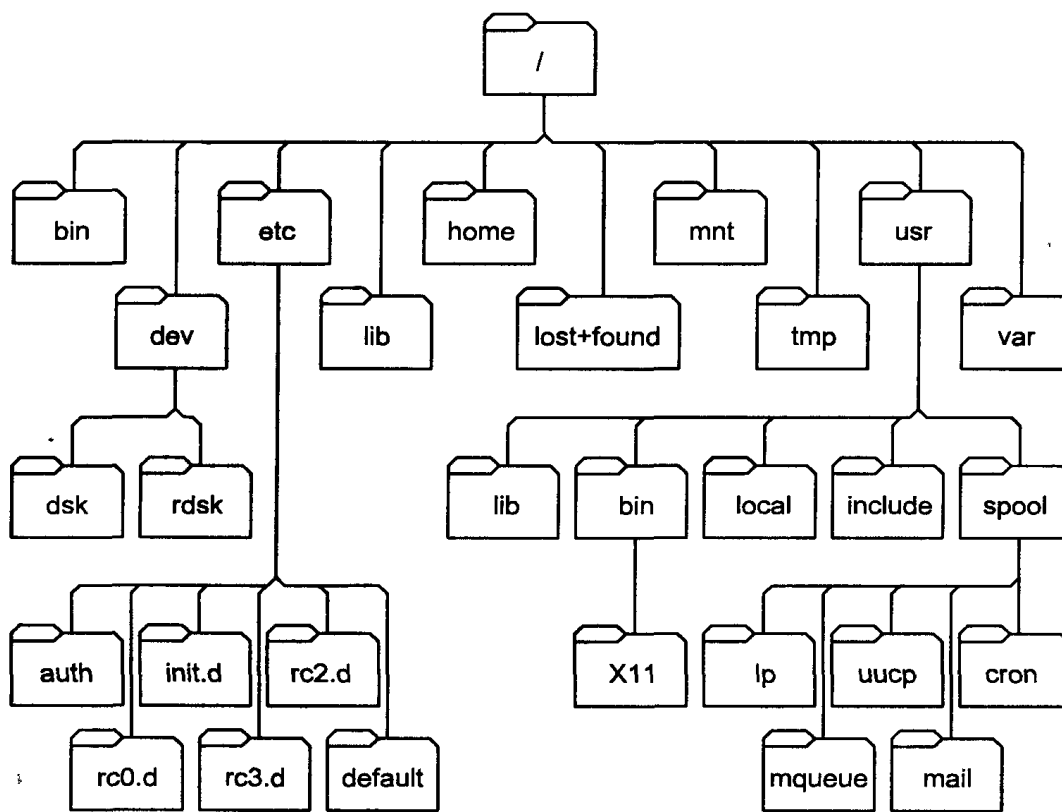 /
bin
etc
home
mnt
usr
dev
lib
lost+found
tmp
var
dsk
rdsk
lib
bin
local
include
spool
auth
init.d
rc2.d
X11
lp
uucp
cron
rc0.d
rc3.d
default
mqueue
mail